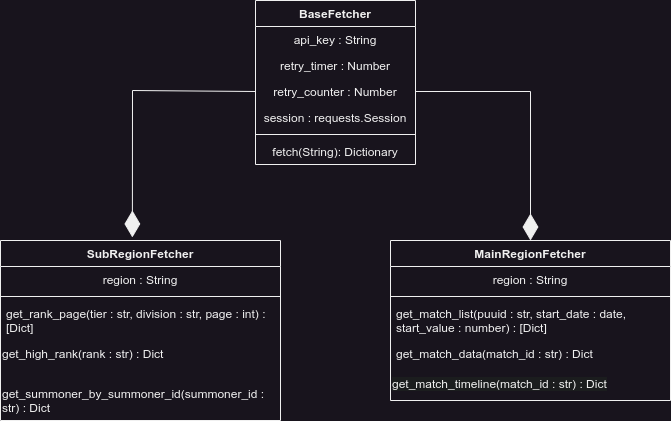 BaseFetcher
api_key : String
retry_timer : Number
retry_counter : Number
session : requests.Session
fetch(String): Dictionary
SubRegionFetcher
region : String
get_rank_page(tier : str, division : str, page : int) :
[Dict]
get_high_rank(rank : str) : Dict
get_summoner_by_summoner_id(summoner_id :
str) : Dict
MainRegionFetcher
region : String
get_match_list(puuid : str, start_date : date,
start_value : number) : [Dict]
get_match_data(match_id : str) : Dict
get_match_timeline(match_id : str) : Dict